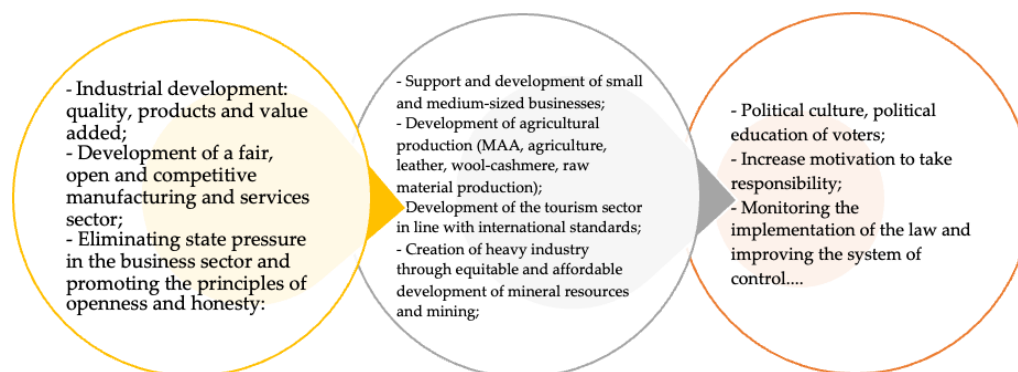 - Industrial development:
quality, products and value
added;
- Development of a fair,
open and competitive
manufacturing and services
sector;
- Eliminating state pressure
in the business sector and
promoting the principles of
openness and honesty:
- Support and development of small
and medium-sized businesses;
- Development of agricultural
production (MAA, agriculture,
leather, wool-cashmere, raw
material production);
- Development of the tourism sector
in line with international standards;
- Creation of heavy industry
through equitable and affordable
development of mineral resources
and mining;
- Political culture, political
education of voters;
- Increase motivation to take
responsibility;
- Monitoring the
implementation of the law and
improving the system of
control....